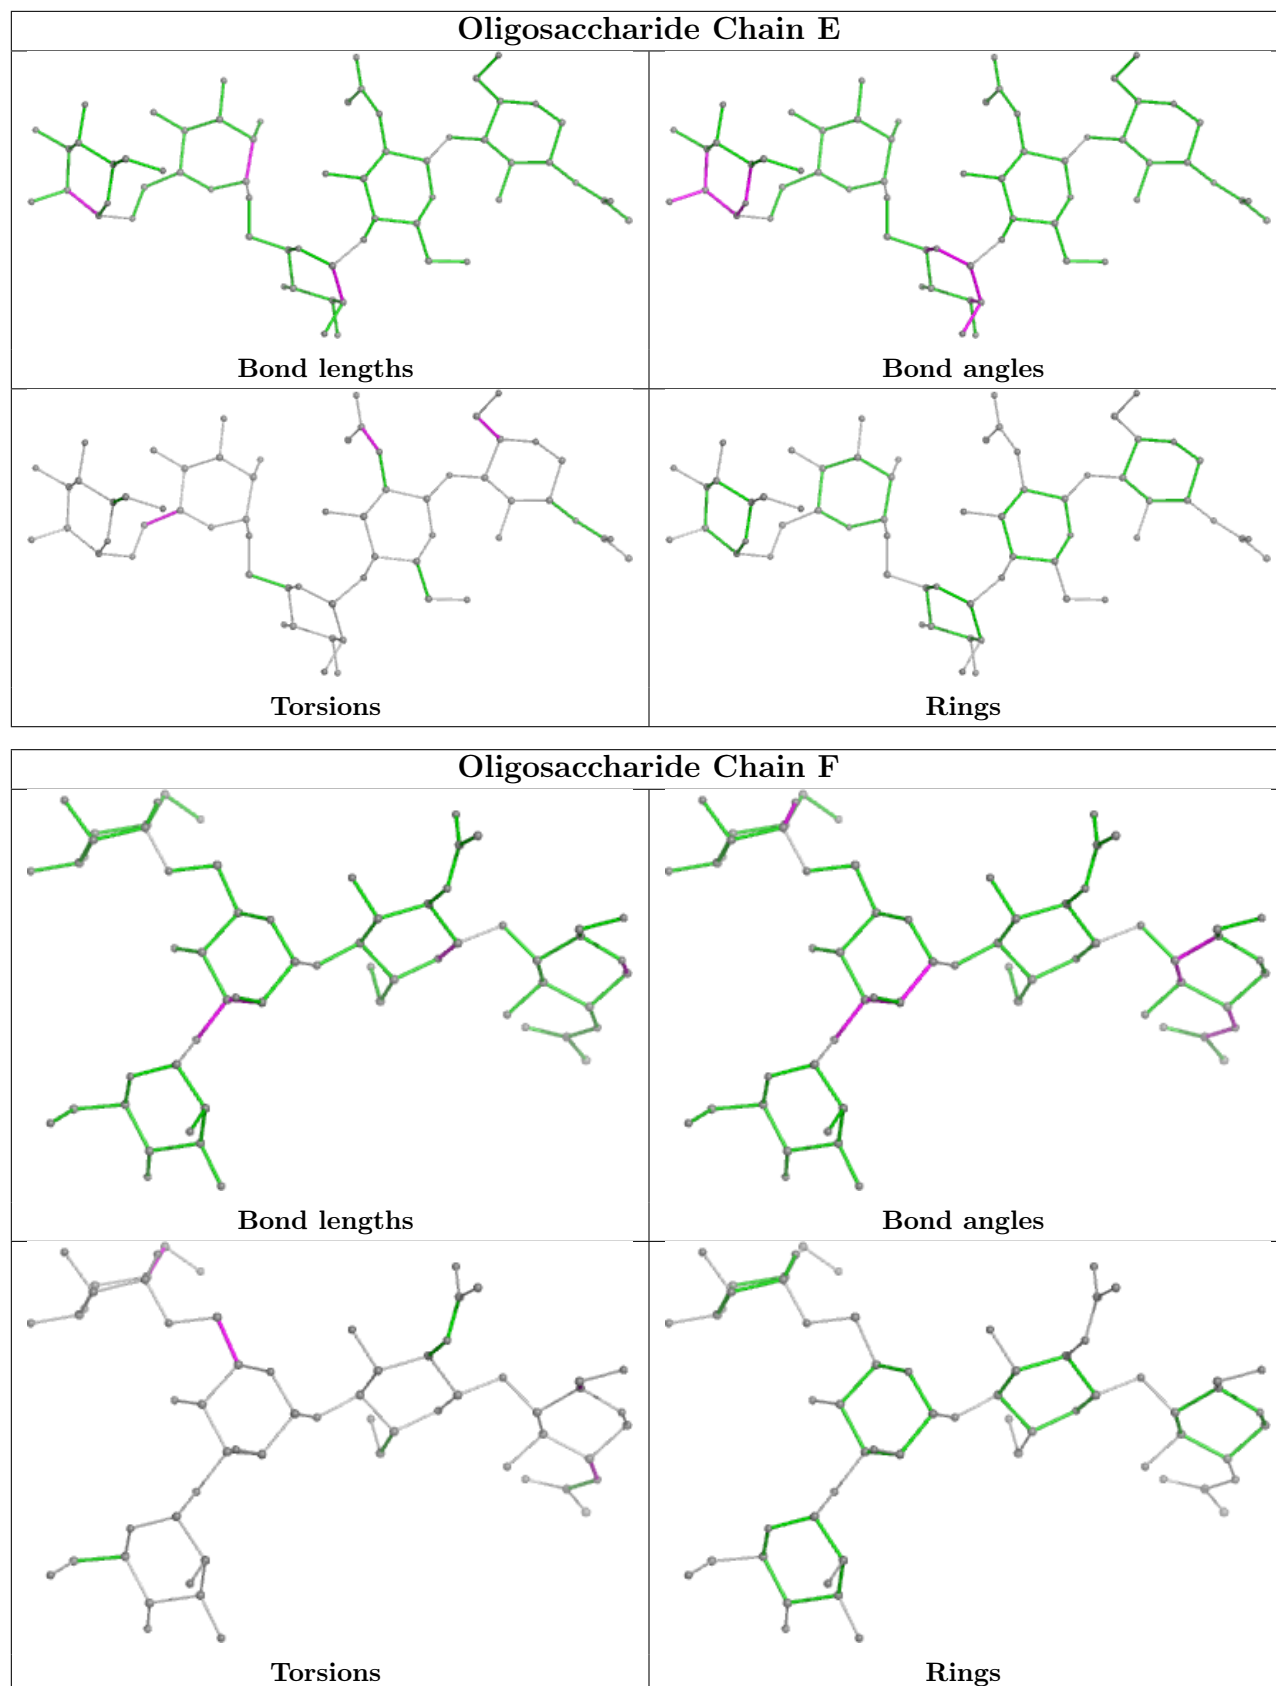 Oligosaccharide Chain E
Bond lengths
Bond angles
Torsions
Rings
Oligosaccharide Chain F
Bond lengths
Bond angles
Torsions
Rings